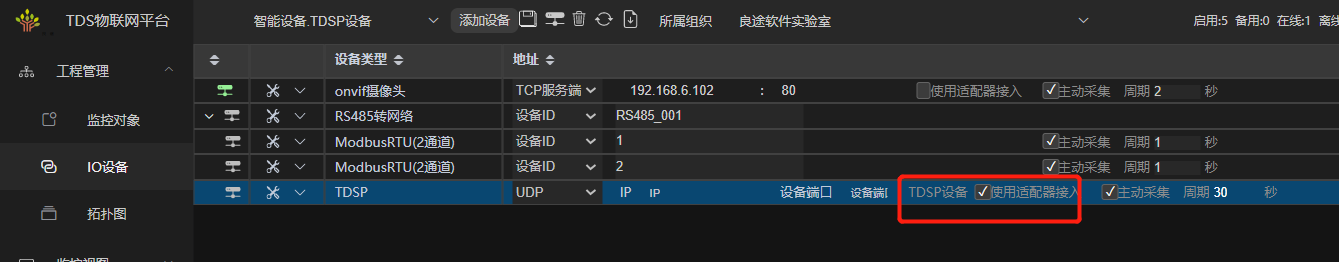 TDS物联网平台 智能设备.TDSP设备 添加设备 所属组织 良途软件实验室 启用:5 备用:0 在线:1 离线
设备类型 地址
工程管理
onvif摄像头 TCP服务端 192.168.6.102 : 80 使用适配器接入 主动采集 周期 2 秒
监控对象 RS485转网络 设备ID RS485_001
ModbusRTU(2通道) 设备ID 1 主动采集 周期 1 秒
IO设备 ModbusRTU(2通道) 设备ID 2 主动采集 周期 1 秒
TDSP UDP IP IP 设备端口 设备端 TDSP设备 使用适配器接入 主动采集 周期 30 秒
拓扑图
监控视图